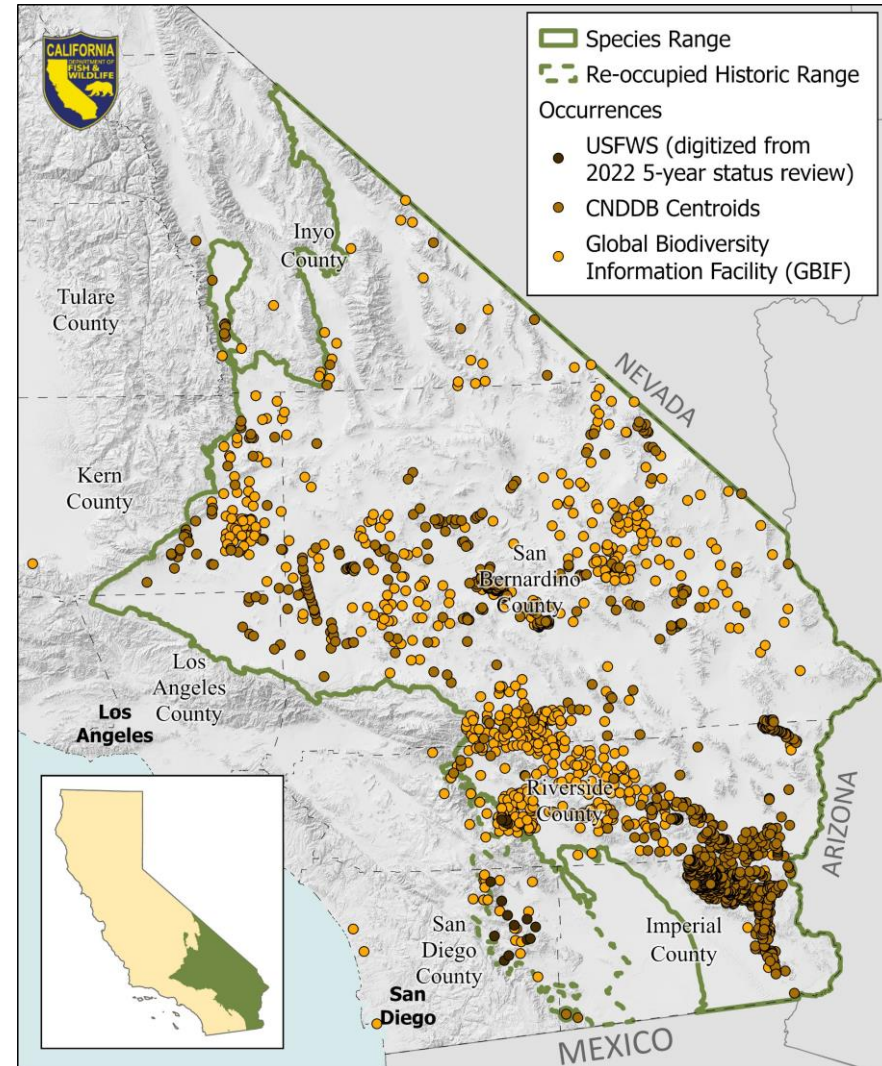 CALIFORNIA
DEPARTMENT OF
FISH &
WILDLIFE
Species Range
Re-occupied Historic Range
Occurrences
USFWS (digitized from
2022 5-year status review)
CNDDB Centroids
Global Biodiversity
Information Facility (GBIF)
Inyo
County
Tulare
County
NEVADA
Kern
County
San
Bernardino
County
Los
Angeles
County
Los
Angeles
Riverside
County
ARIZONA
San
Diego
County
Imperial
County
San
Diego
MEXICO